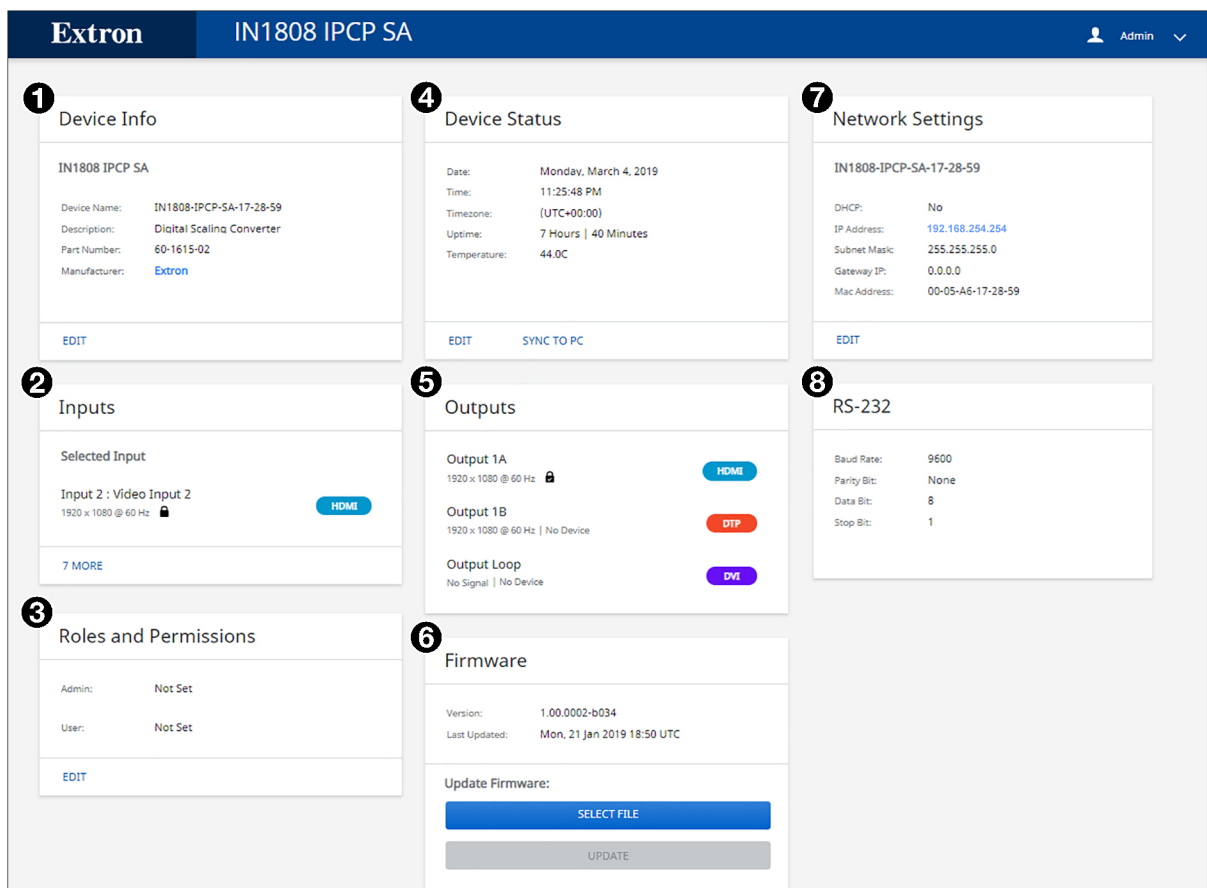 Extron
IN1808 IPCP SA
Admin
1
Device Info
IN1808 IPCP SA
Device Name: IN1808-IPCP-SA-17-28-59
Description: Digital Scaling Converter
Part Number: 60-1615-02
Manufacturer: Extron
EDIT
2
Inputs
Selected Input
Input 2 : Video Input 2
1920 x 1080 @ 60 Hz
HDMI
7 MORE
3
Roles and Permissions
Admin: Not Set
User: Not Set
EDIT
4
Device Status
Date: Monday, March 4, 2019
Time: 11:25:48 PM
Timezone: (UTC+00:00)
Uptime: 7 Hours | 40 Minutes
Temperature: 44.0C
EDIT SYNC TO PC
5
Outputs
Output 1A
1920 x 1080 @ 60 Hz
HDMI
Output 1B
1920 x 1080 @ 60 Hz | No Device
DTP
Output Loop
No Signal | No Device
DVI
6
Firmware
Version: 1.00.0002-b034
Last Updated: Mon, 21 Jan 2019 18:50 UTC
Update Firmware:
SELECT FILE
UPDATE
7
Network Settings
IN1808-IPCP-SA-17-28-59
DHCP: No
IP Address: 192.168.254.254
Subnet Mask: 255.255.255.0
Gateway IP: 0.0.0.0
Mac Address: 00-05-A6-17-28-59
EDIT
8
RS-232
Baud Rate: 9600
Parity Bit: None
Data Bit: 8
Stop Bit: 1